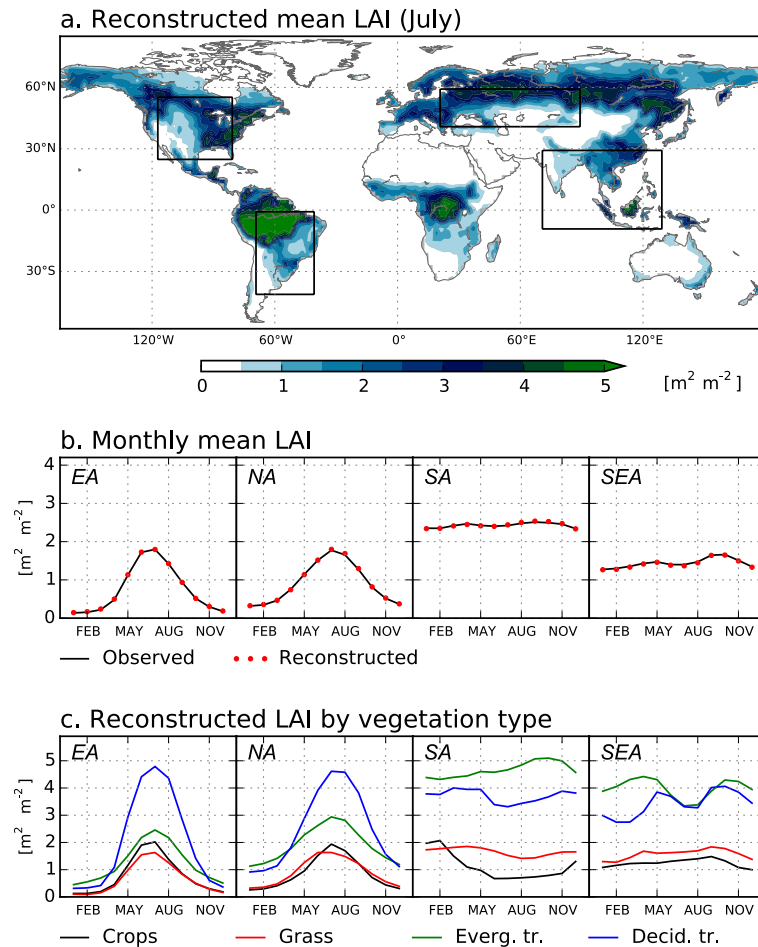 a. Reconstructed mean LAI (July)
60°N
30°N
0°
30°S
120°W 60°W 0° 60°E 120°E
0 1 2 3 4 5 [m² m⁻²]
b. Monthly mean LAI
EA NA SA SEA
4
3
2
1
0
[m² m⁻²]
FEB MAY AUG NOV FEB MAY AUG NOV FEB MAY AUG NOV FEB MAY AUG NOV
Observed Reconstructed
c. Reconstructed LAI by vegetation type
EA NA SA SEA
5
4
3
2
1
0
[m² m⁻²]
FEB MAY AUG NOV FEB MAY AUG NOV FEB MAY AUG NOV FEB MAY AUG NOV
Crops Grass Everg. tr. Decid. tr.